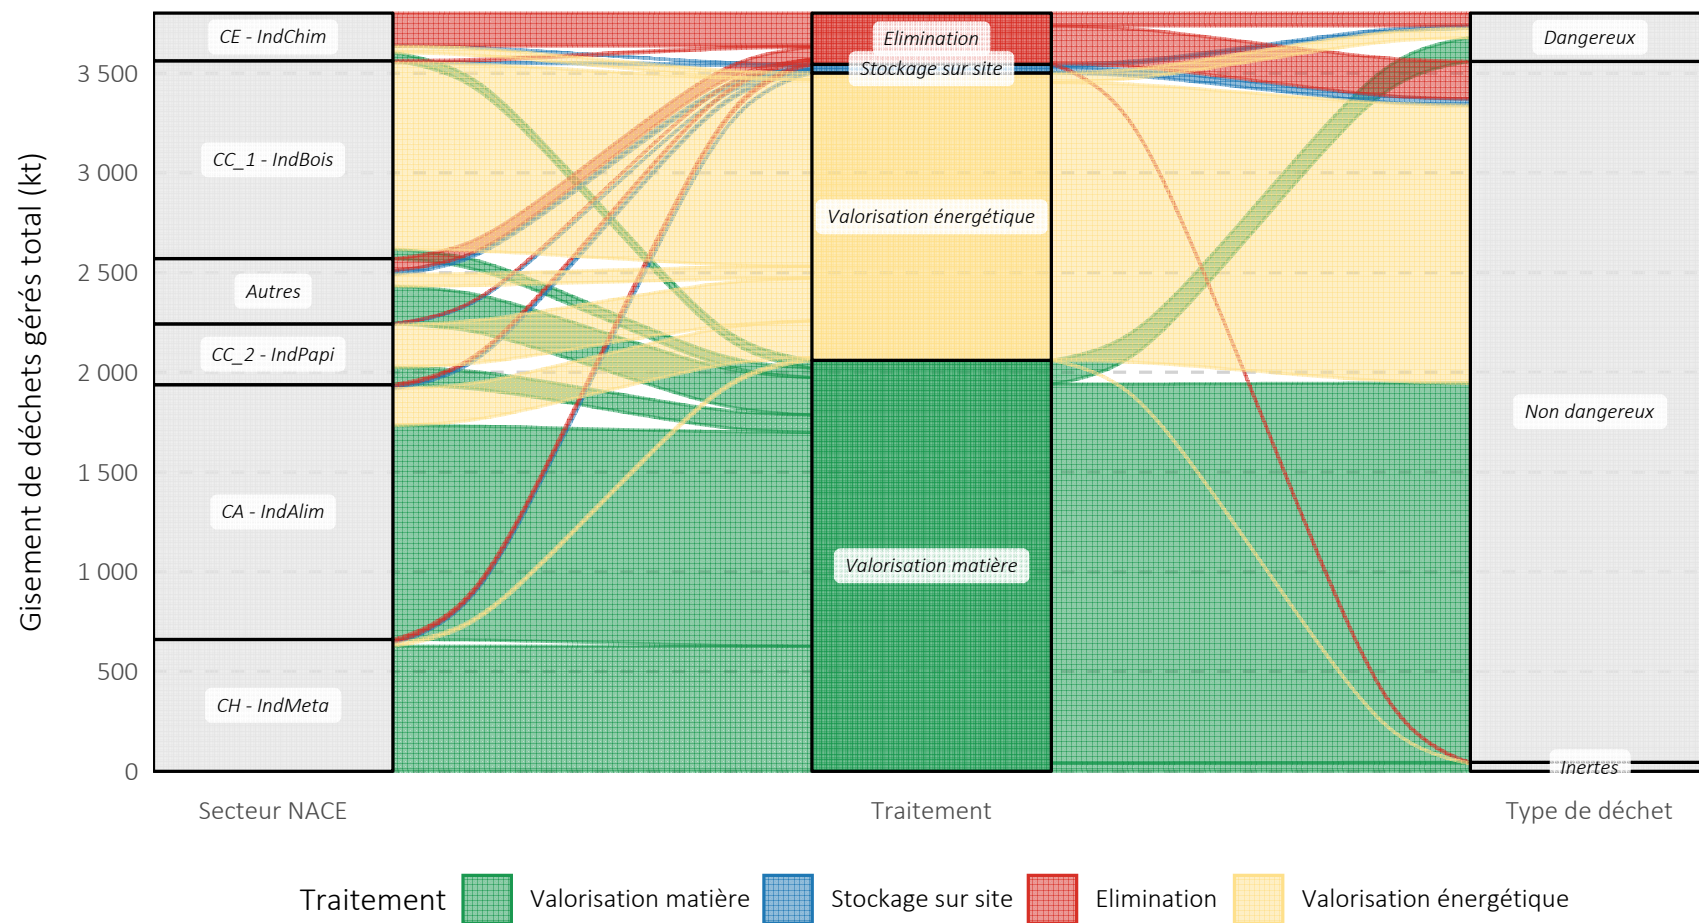 Gisement de déchets gérés total (kt)
3 500
3 000
2 500
2 000
1 500
1 000
500
0
CE - IndChim
CC_1 - IndBois
Autres
CC_2 - IndPapi
CA - IndAlim
CH - IndMeta
Elimination
Stockage sur site
Valorisation énergétique
Valorisation matière
Dangereux
Non dangereux
Inertes
Secteur NACE
Traitement
Type de déchet
Traitement
Valorisation matière
Stockage sur site
Elimination
Valorisation énergétique